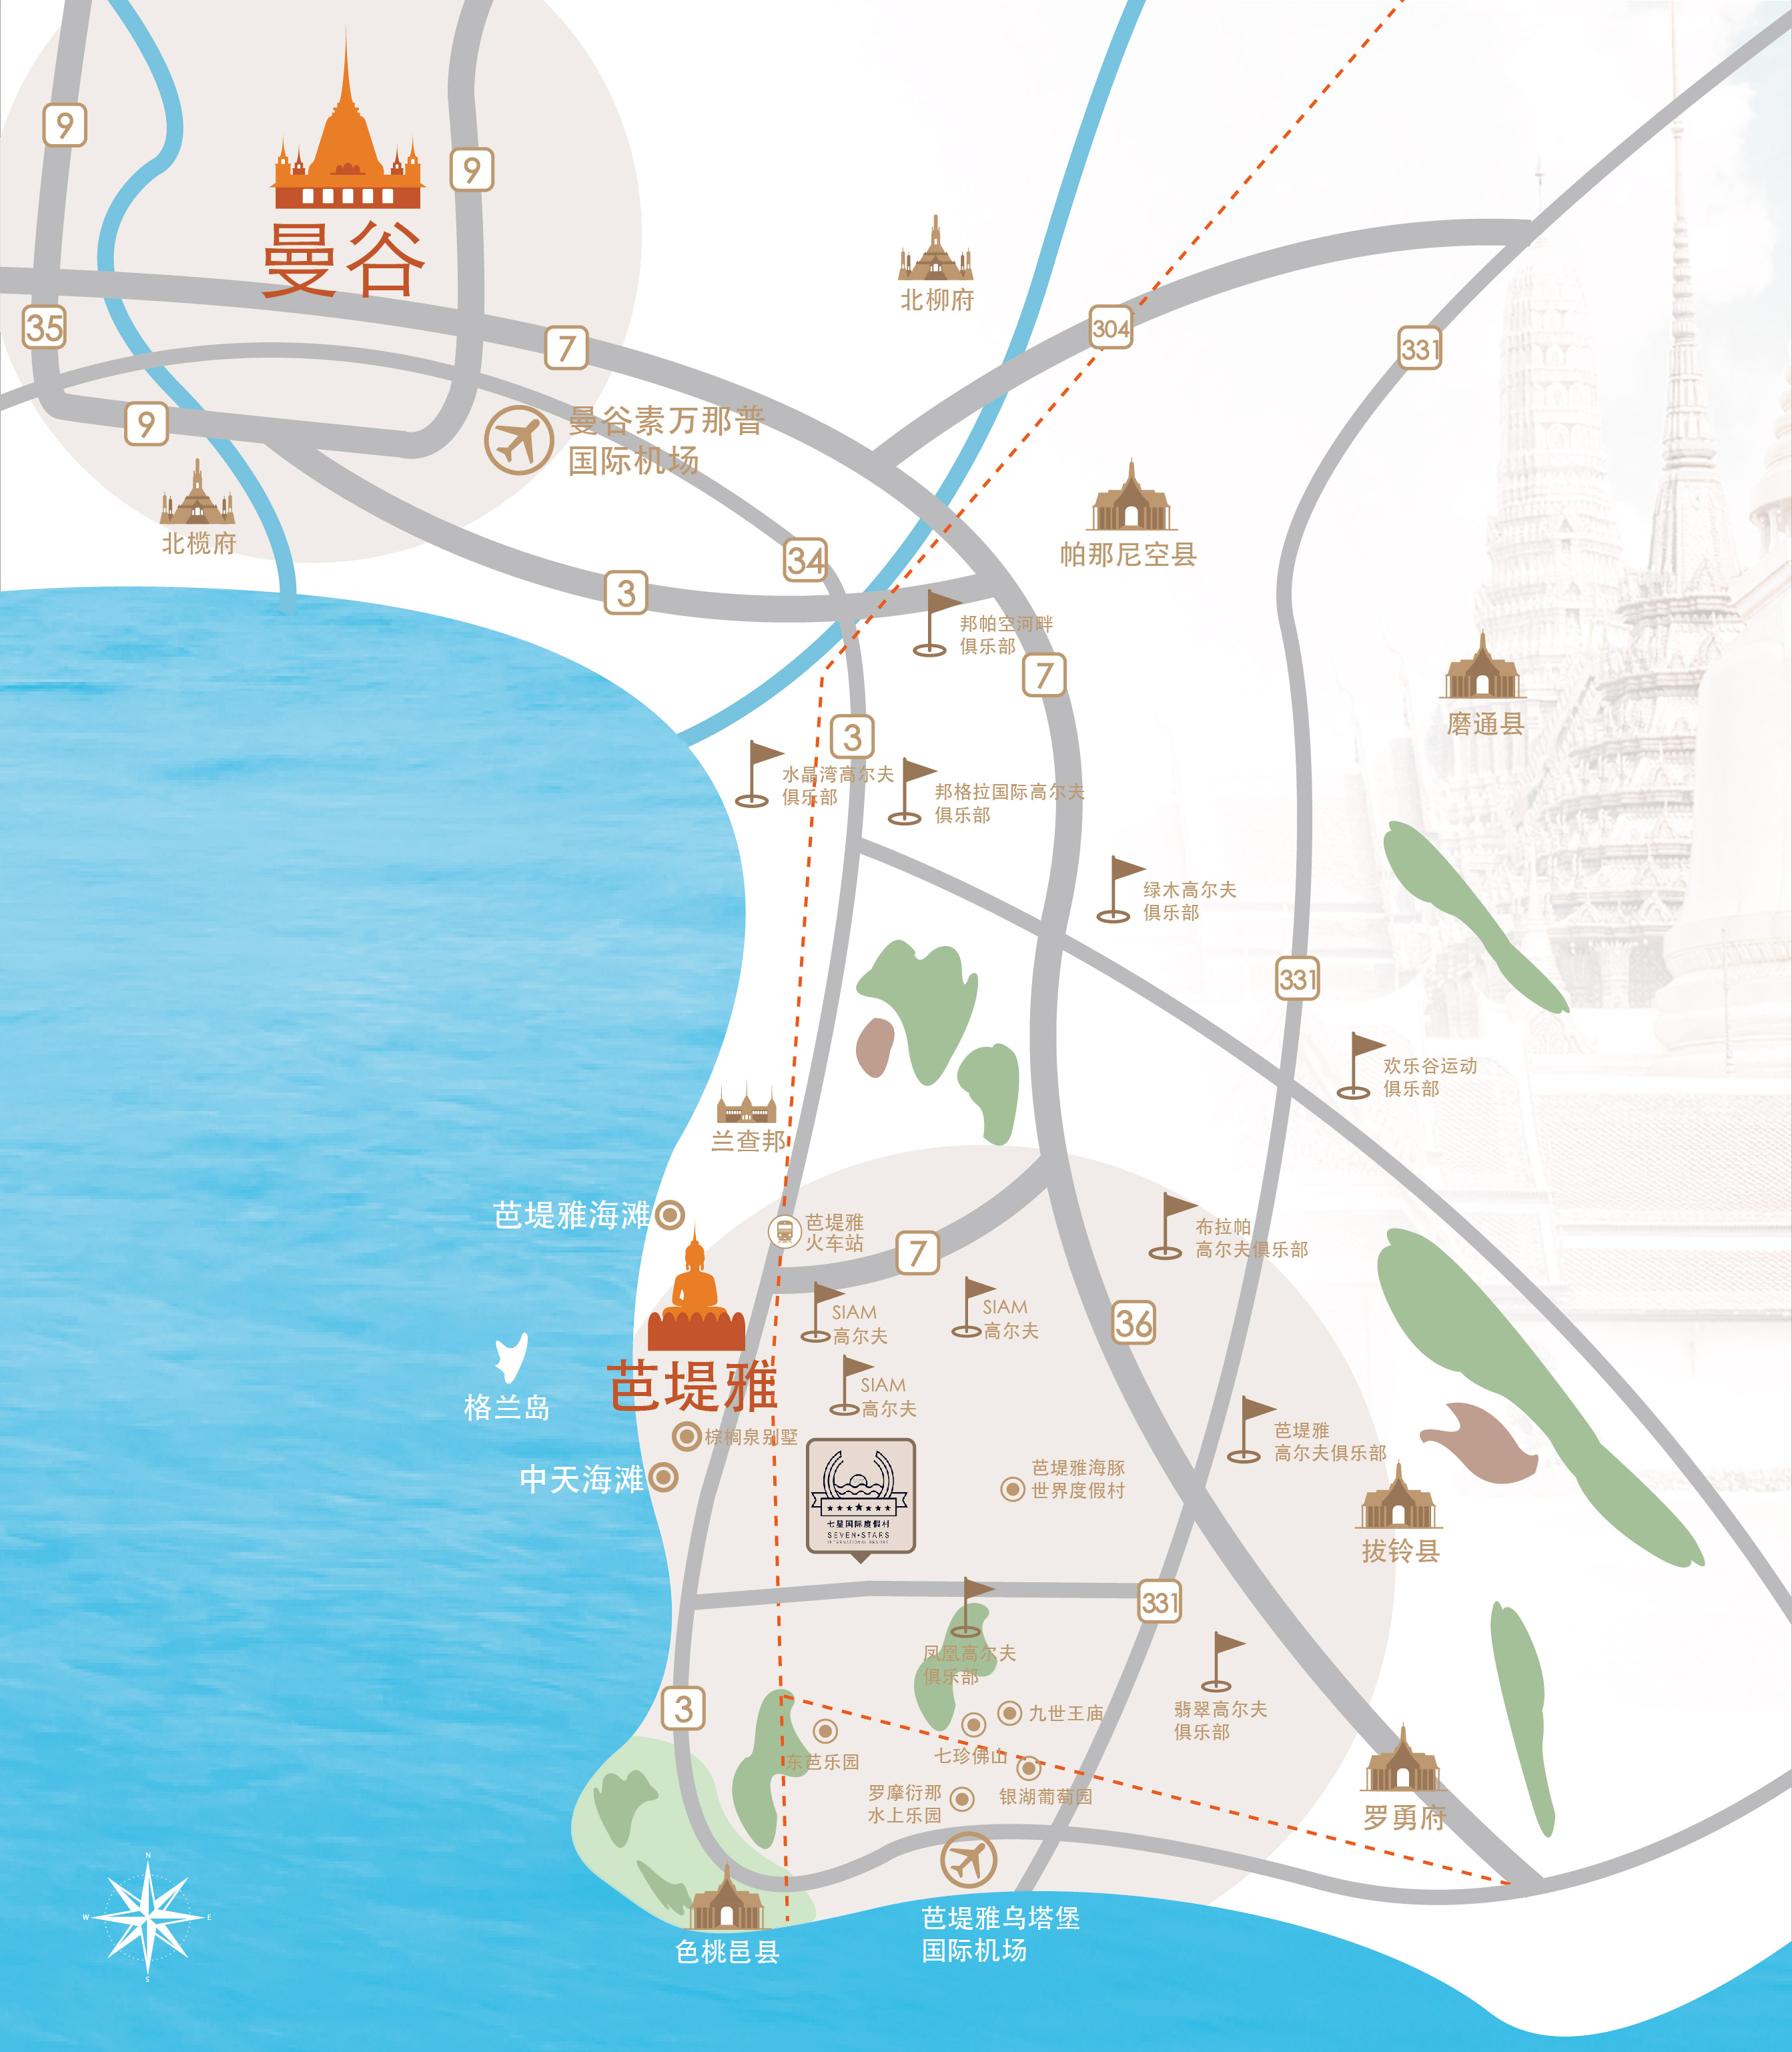 9
9
曼谷
北柳府
35
7
304
331
9
曼谷素万那普
国际机场
北榄府
34
帕那尼空县
3
邦帕空河畔
俱乐部
7
磨通县
3
水晶湾高尔夫
俱乐部
邦格拉国际高尔夫
俱乐部
绿木高尔夫
俱乐部
331
欢乐谷运动
俱乐部
兰查邦
芭堤雅海滩
芭堤雅
火车站
7
布拉帕
高尔夫俱乐部
SIAM
高尔夫
SIAM
高尔夫
36
芭堤雅
格兰岛
SIAM
高尔夫
棕榈泉别墅
芭堤雅
高尔夫俱乐部
中天海滩
芭堤雅海豚
世界度假村
七星国际度假村
SEVEN★STARS
INTERNATIONAL RESORT
拔铃县
331
凤凰高尔夫
俱乐部
3
九世王庙
翡翠高尔夫
俱乐部
东芭乐园
七珍佛山
罗摩衍那
水上乐园
银湖葡萄园
罗勇府
N
W
E
S
芭堤雅乌塔堡
国际机场
色桃邑县